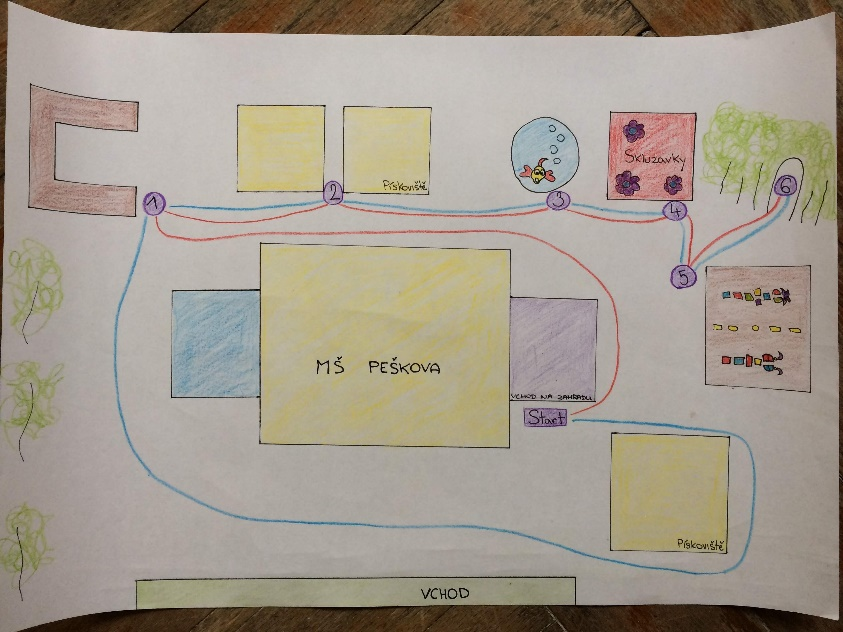 Pískoviště
Skluzavky
1
2
3
4
5
6
MŠ PEŠKOVA
VCHOD NA ZAHRADU
Start
Pískoviště
VCHOD